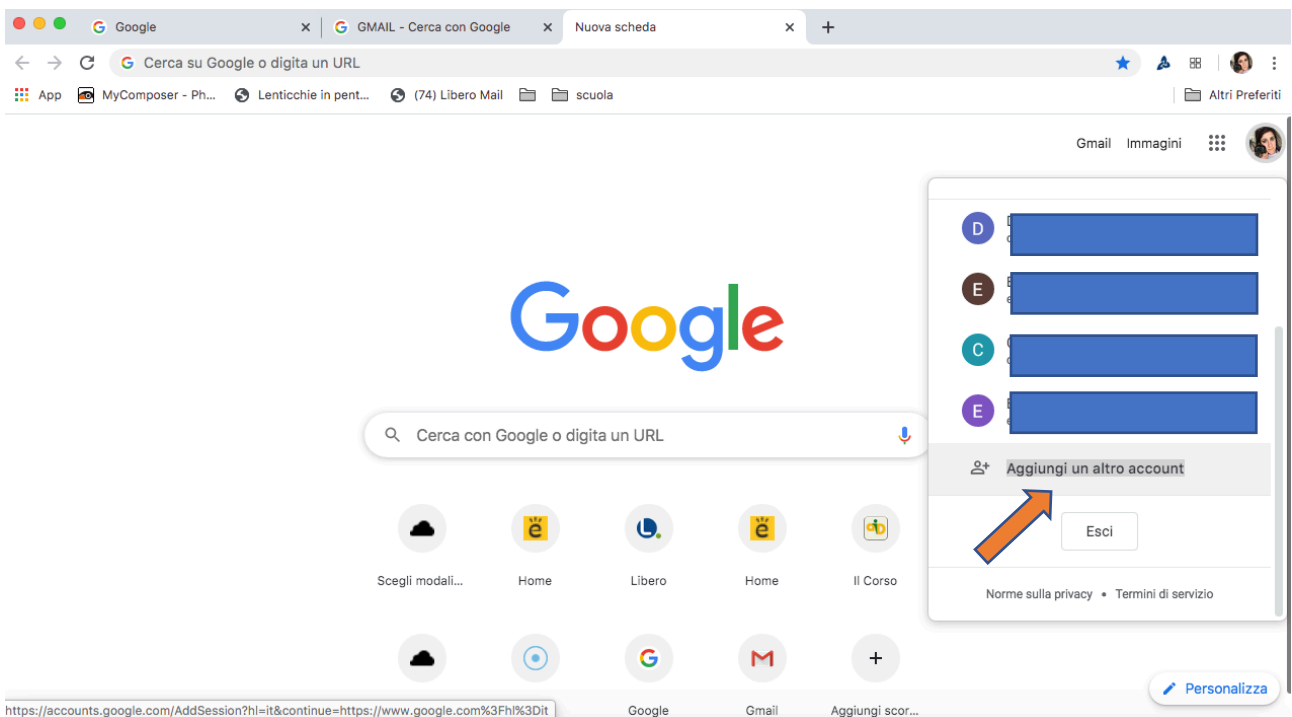 Google
GMAIL - Cerca con Google
Nuova scheda
Cerca su Google o digita un URL
App
MyComposer - Ph...
Lenticchie in pent...
(74) Libero Mail
scuola
Altri Preferiti
Gmail
Immagini
D
E
C
E
Google
Cerca con Google o digita un URL
Aggiungi un altro account
Esci
Norme sulla privacy • Termini di servizio
Scegli modali...
Home
Libero
Home
Il Corso
Google
Gmail
Aggiungi scor...
Personalizza
https://accounts.google.com/AddSession?hl=it&continue=https://www.google.com%3Fhl%3Dit